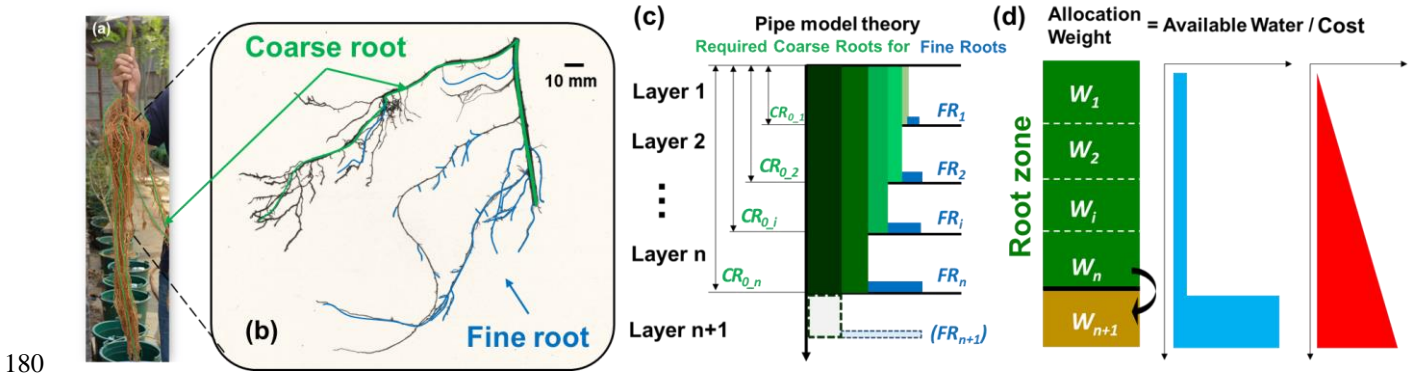 (a)
Coarse root
10 mm
(b)
Fine root
(c)
Pipe model theory
Required Coarse Roots for Fine Roots
Layer 1
CR0_1
FR1
Layer 2
CR0_2
FR2
⋮
CR0_i
FRi
Layer n
CR0_n
FRn
Layer n+1
(FRn+1)
(d)
Allocation Weight = Available Water / Cost
Root zone
W1
W2
Wi
Wn
Wn+1
180